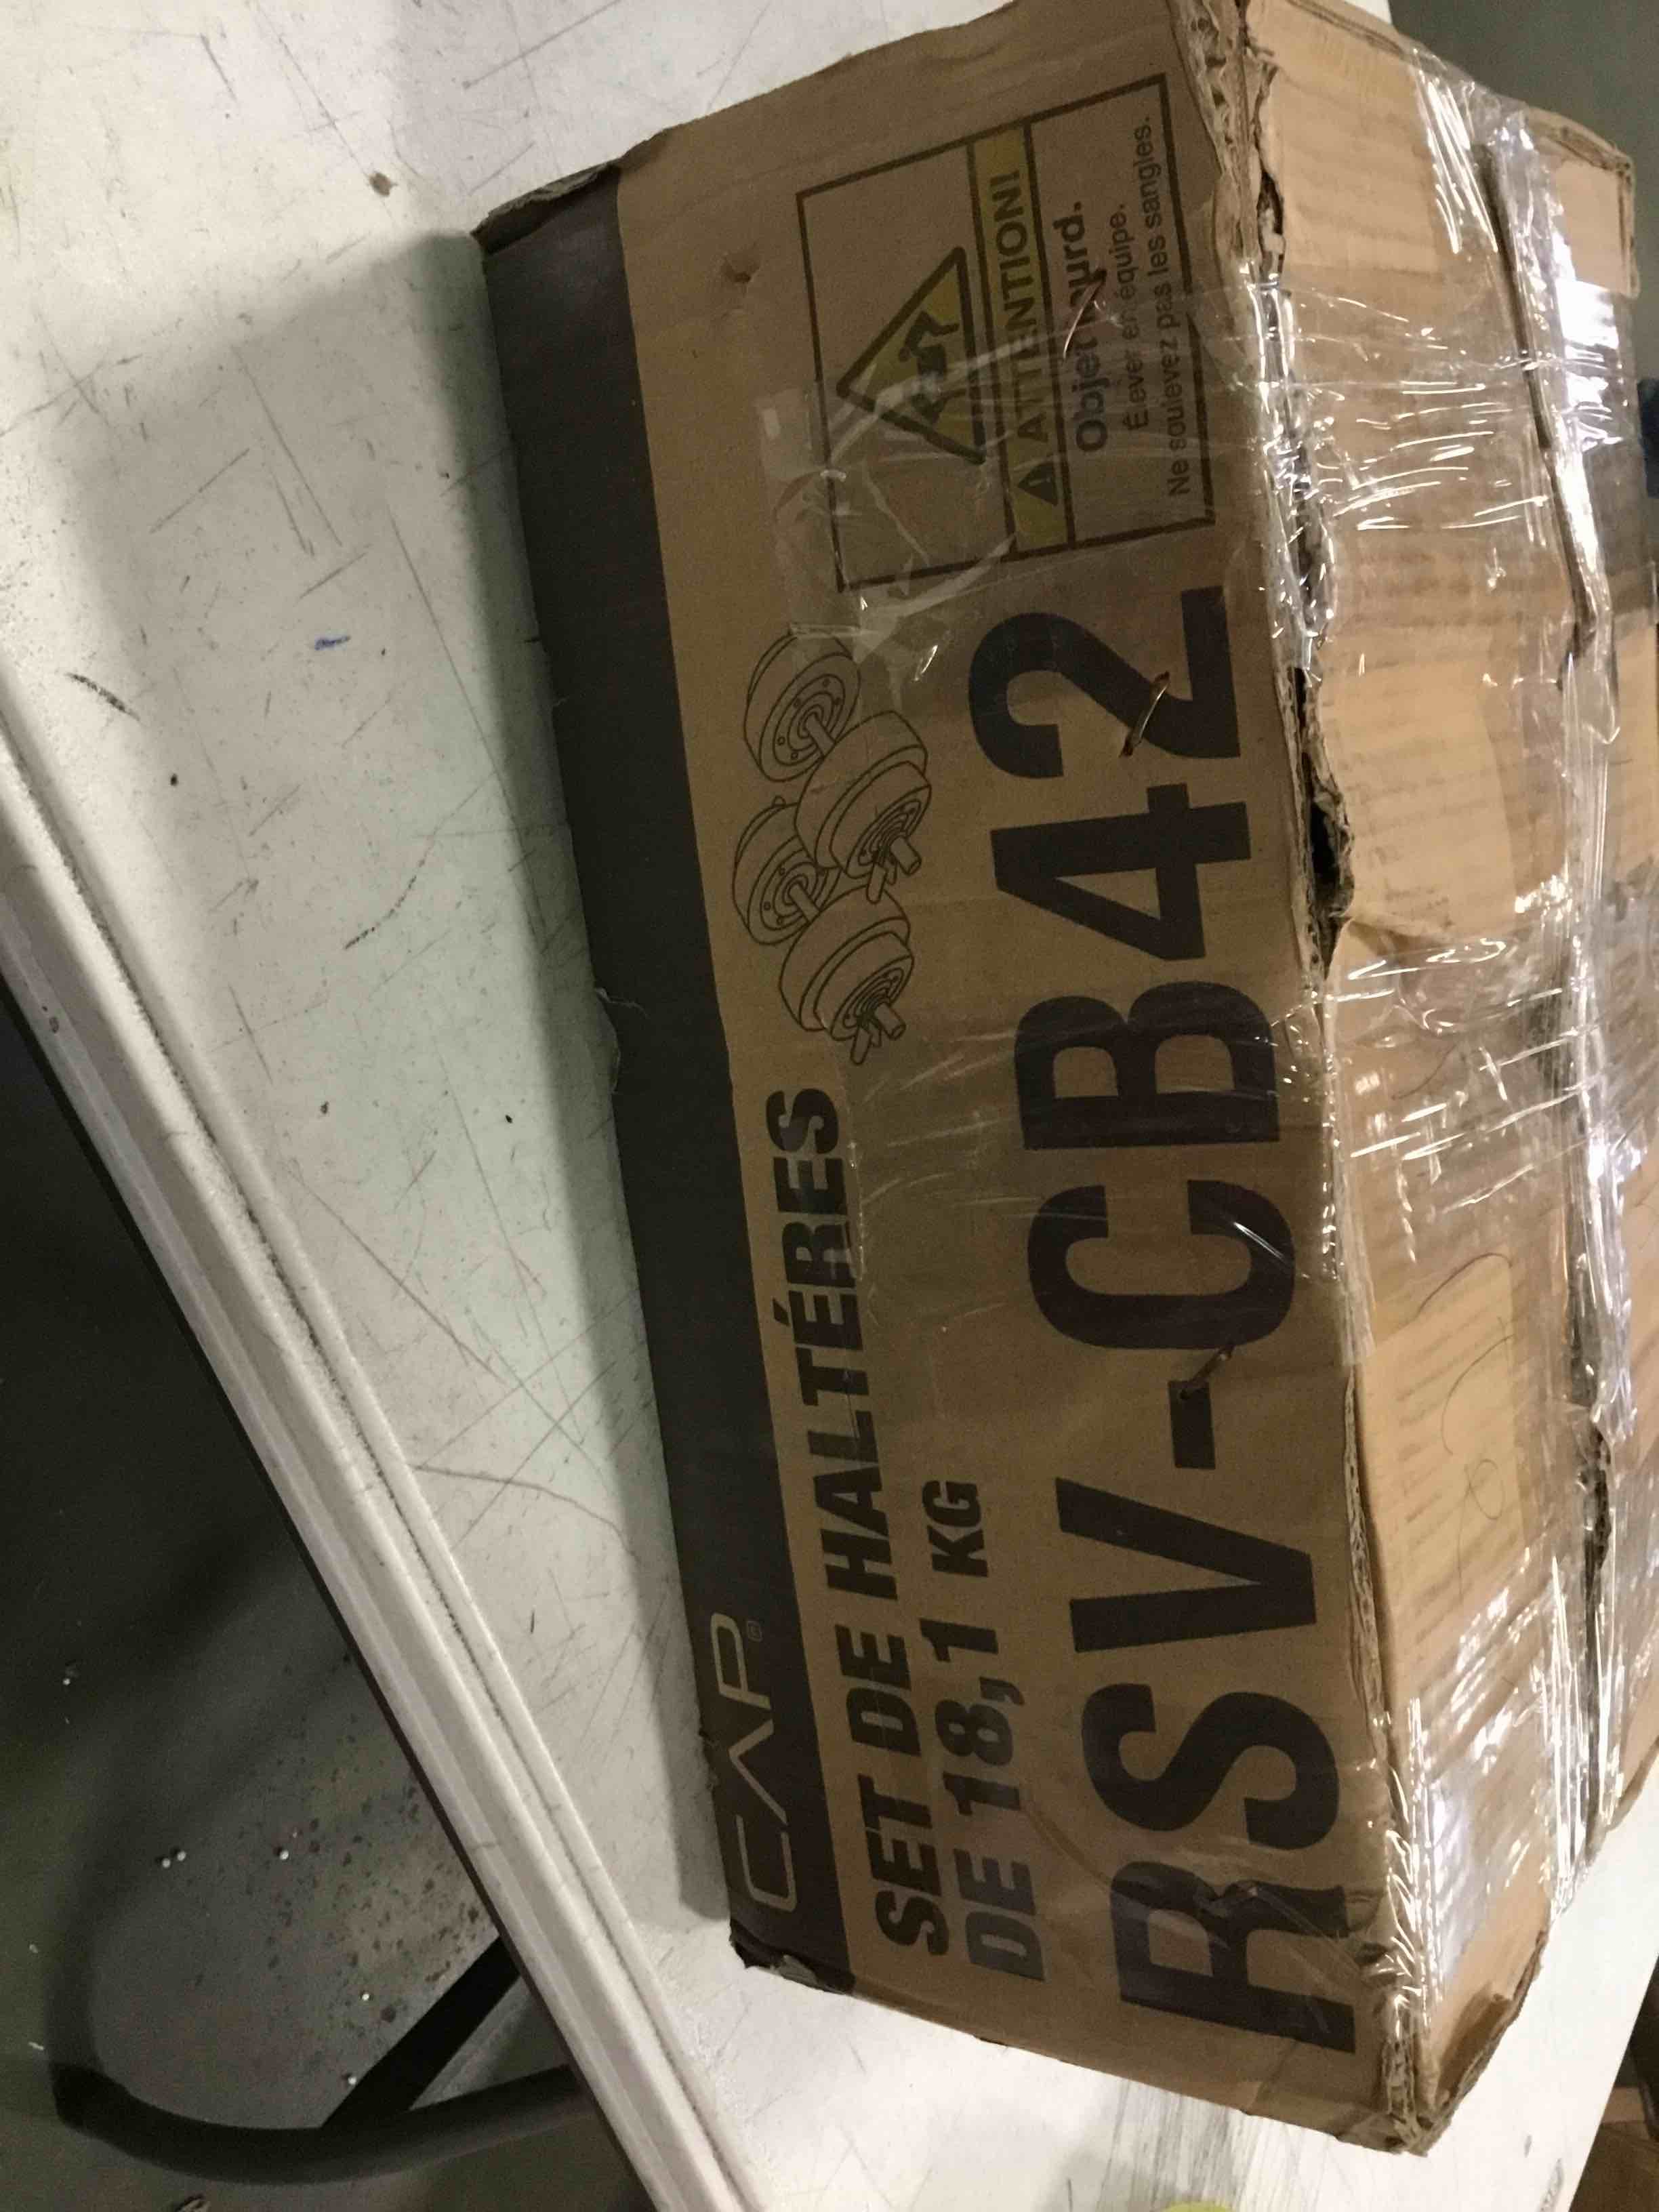 CAP
SET DE HALTÉRES
DE 18,1 KG
RSV-CB42
ATTENTION!
Objet lourd.
Élever en équipe.
Ne soulevez pas les sangles.